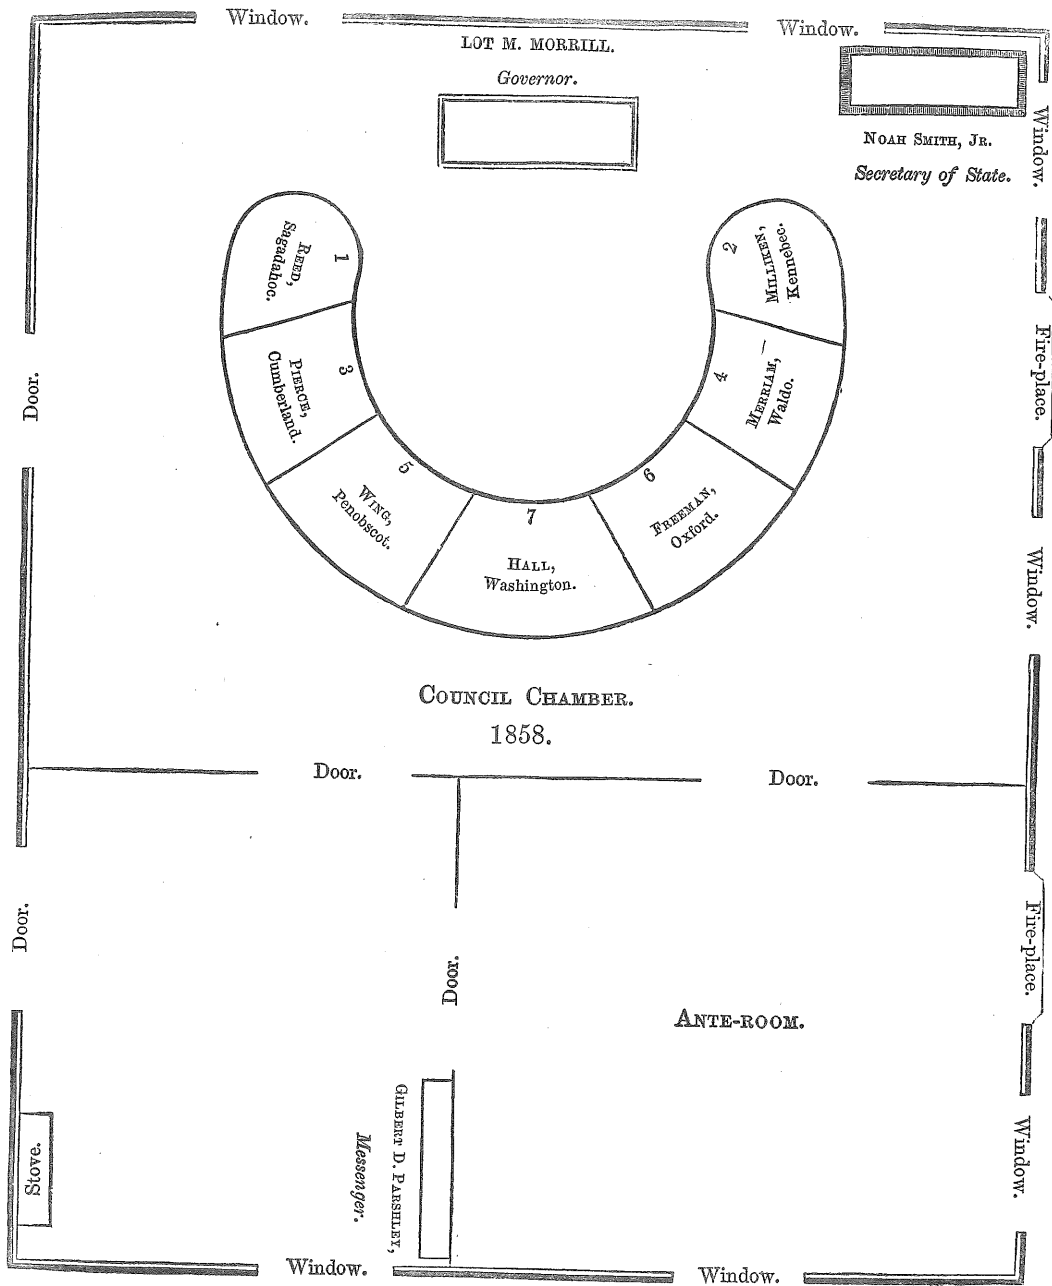 Window.
Window.
LOT M. MORRILL.
Governor.
NOAH SMITH, JR.
Secretary of State.
Window.
1
REED,
Sagadahoc.
2
MILLIKEN,
Kennebec.
3
PIERCE,
Cumberland.
4
MERRIAM,
Waldo.
Fire-place.
Door.
5
WING,
Penobscot.
6
FREEMAN,
Oxford.
7
HALL,
Washington.
Window.
COUNCIL CHAMBER.
1858.
Door.
Door.
Door.
Door.
Fire-place.
ANTE-ROOM.
Stove.
GILBERT D. PARSHLEY,
Messenger.
Window.
Window.
Window.